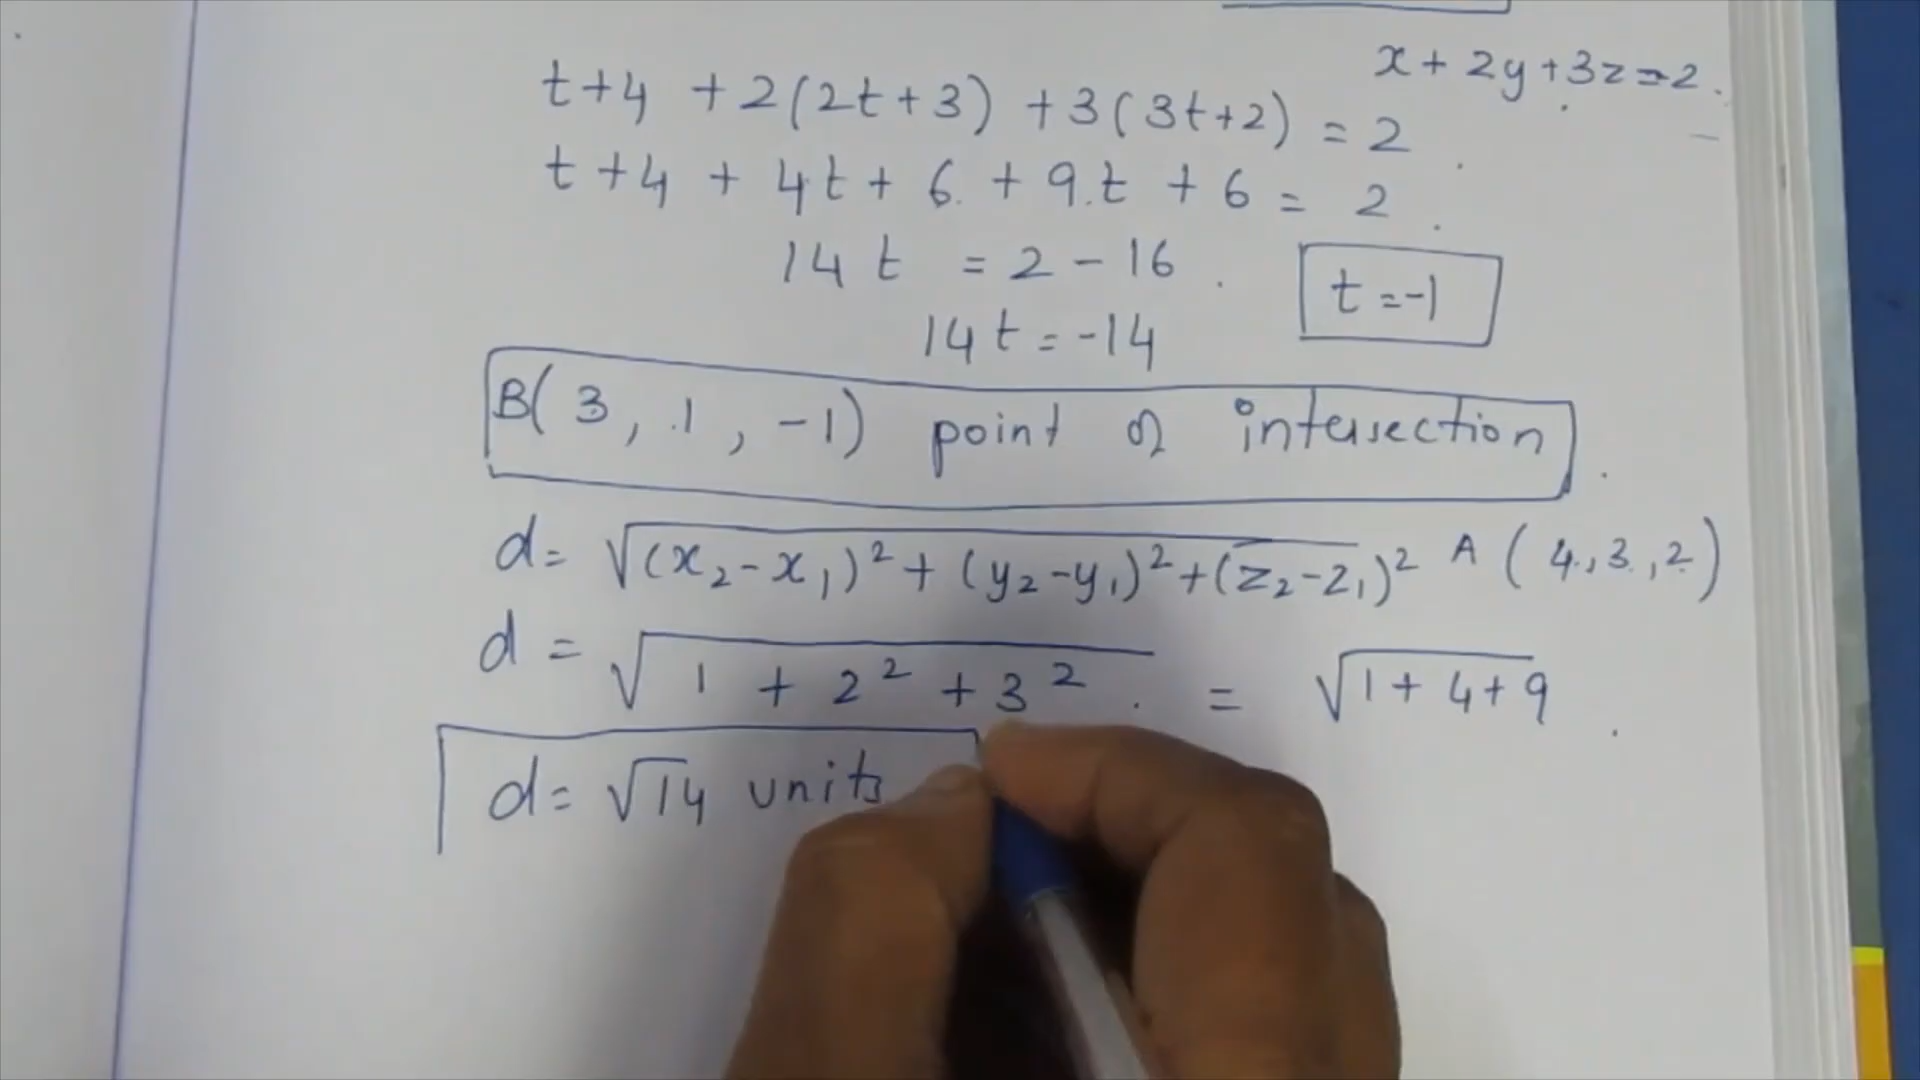 x + 2y + 3z = 2.
t + 4 + 2(2t + 3) + 3(3t + 2) = 2
t + 4 + 4t + 6 + 9t + 6 = 2
14t = 2 - 16
t = -1
14t = -14
B(3, 1, -1) point of intersection
d = √(x₂ - x₁)² + (y₂ - y₁)² + (z₂ - z₁)² A (4, 3, 2)
d = √1 + 2² + 3² = √1 + 4 + 9
d = √14 units